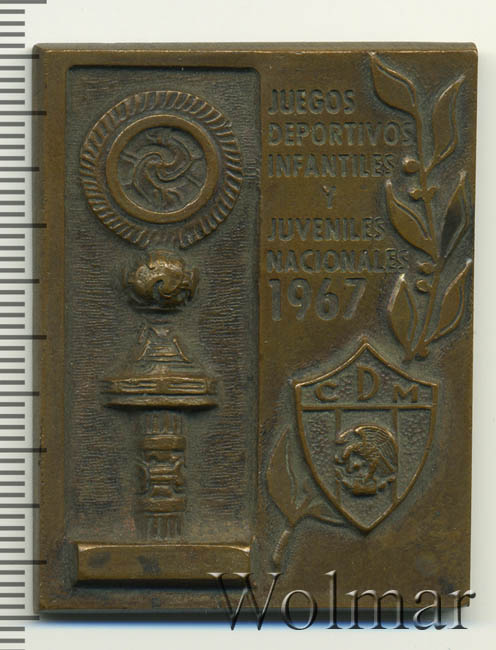 JUEGOS
DEPORTIVOS
INFANTILES
Y
JUVENILES
NACIONALES
1967
CDM
Wolmar